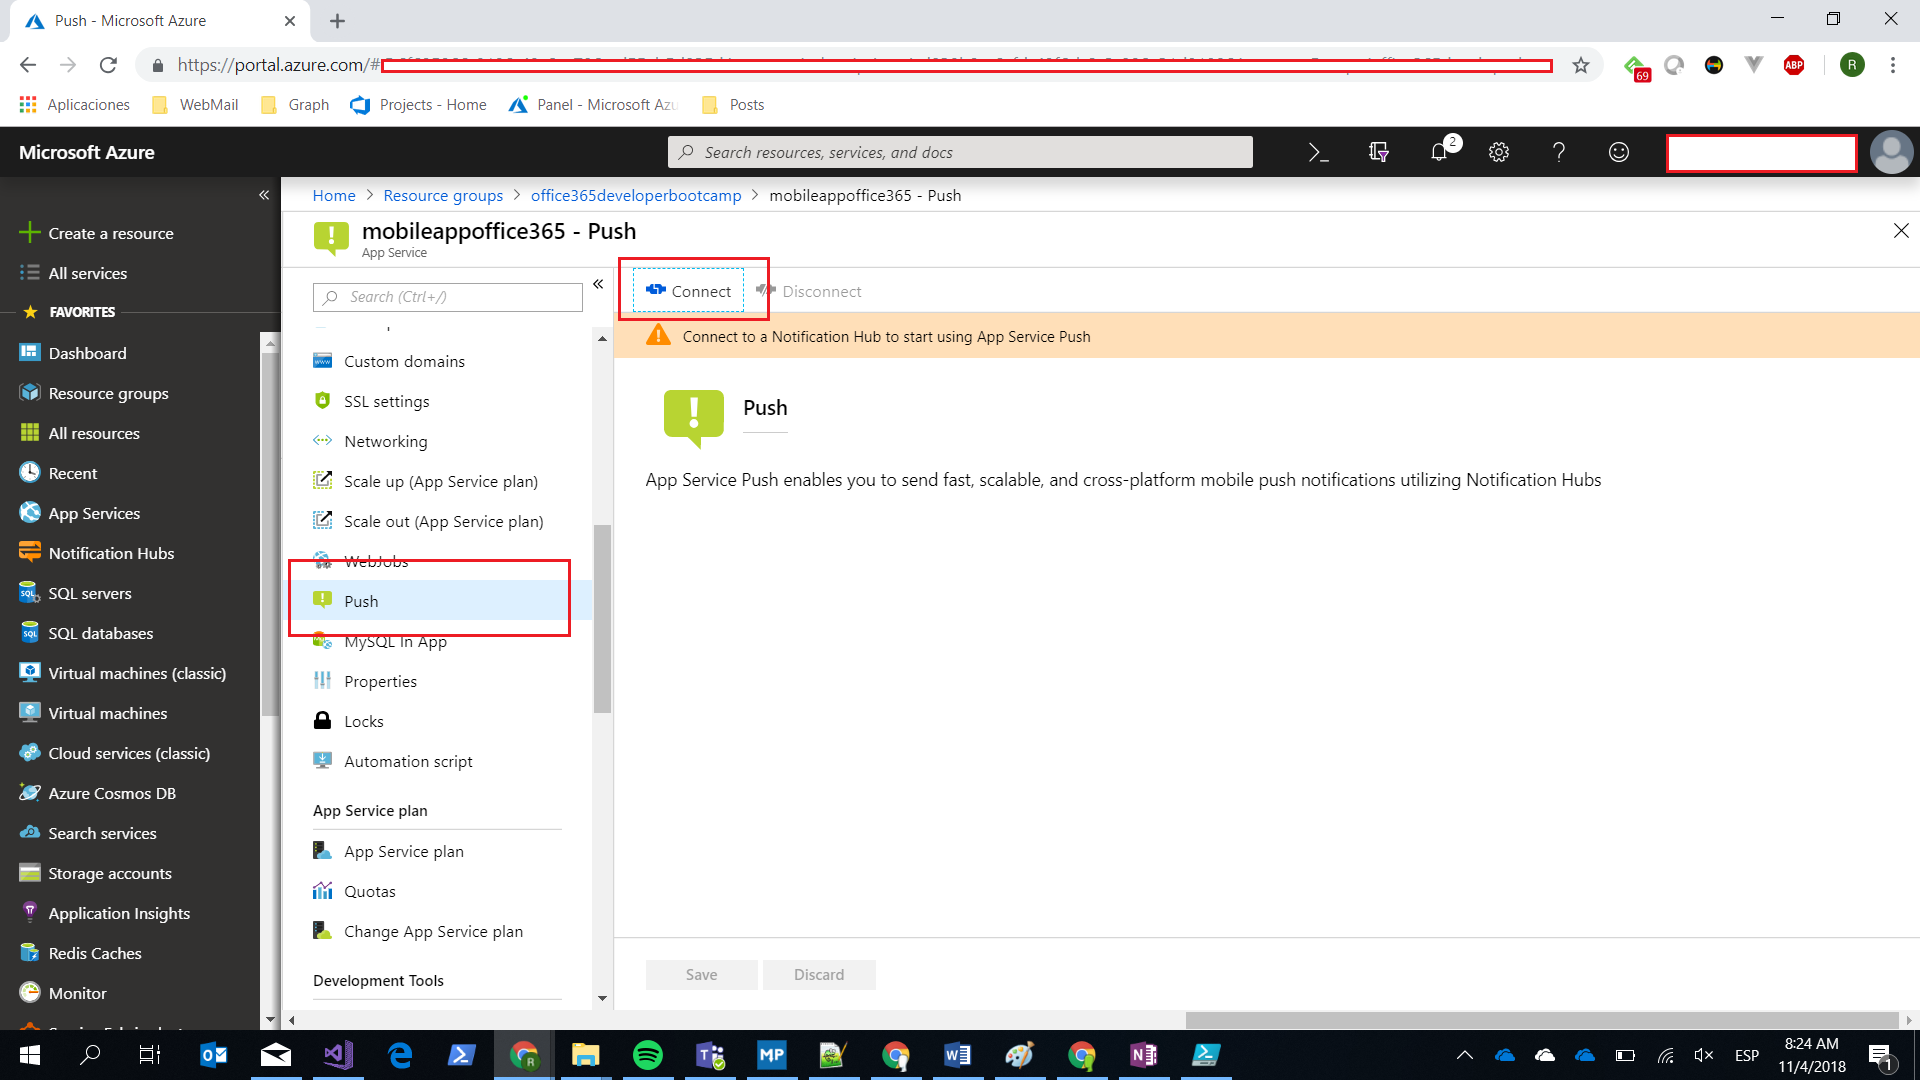 Push - Microsoft Azure
https://portal.azure.com/#
69
ABP
R
Aplicaciones
WebMail
Graph
Projects - Home
Panel - Microsoft Azu
Posts
Microsoft Azure
Search resources, services, and docs
2
Home > Resource groups > office365developerbootcamp > mobileappoffice365 - Push
mobileappoffice365 - Push
App Service
Create a resource
All services
FAVORITES
Dashboard
Resource groups
All resources
Recent
App Services
Notification Hubs
SQL servers
SQL databases
Virtual machines (classic)
Virtual machines
Cloud services (classic)
Azure Cosmos DB
Search services
Storage accounts
Application Insights
Redis Caches
Monitor
Search (Ctrl+/)
Custom domains
SSL settings
Networking
Scale up (App Service plan)
Scale out (App Service plan)
WebJobs
Push
MySQL In App
Properties
Locks
Automation script
App Service plan
App Service plan
Quotas
Change App Service plan
Development Tools
Connect
Disconnect
Connect to a Notification Hub to start using App Service Push
Push
App Service Push enables you to send fast, scalable, and cross-platform mobile push notifications utilizing Notification Hubs
Save
Discard
MP
ESP
8:24 AM
11/4/2018
1